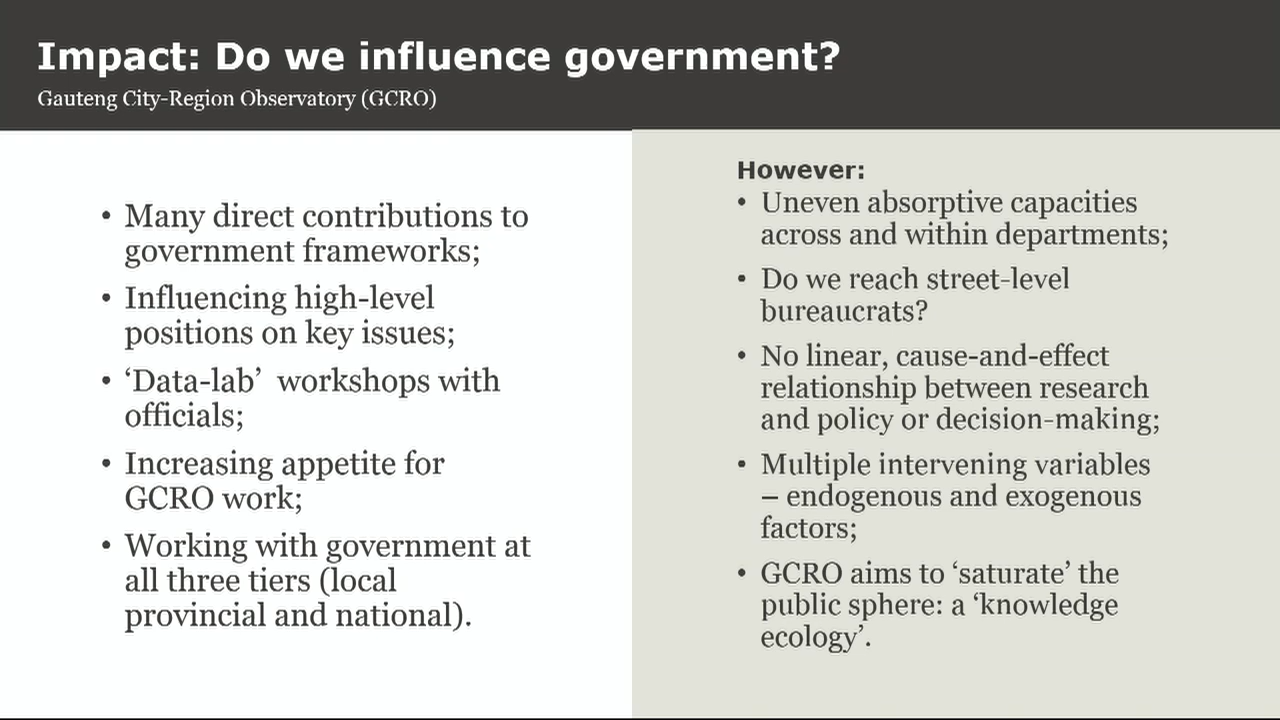 Impact: Do we influence government?
Gauteng City-Region Observatory (GCRO)
• Many direct contributions to
government frameworks;
• Influencing high-level
positions on key issues;
• ‘Data-lab’  workshops with
officials;
• Increasing appetite for
GCRO work;
• Working with government at
all three tiers (local
provincial and national).
However:
• Uneven absorptive capacities
across and within departments;
• Do we reach street-level
bureaucrats?
• No linear, cause-and-effect
relationship between research
and policy or decision-making;
• Multiple intervening variables
– endogenous and exogenous
factors;
• GCRO aims to ‘saturate’ the
public sphere: a ‘knowledge
ecology’.